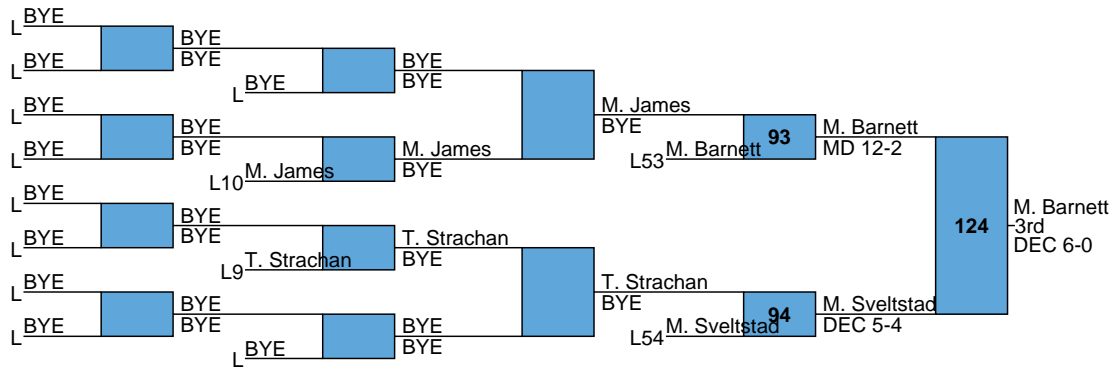 L BYE
L BYE
BYE
BYE
L BYE
BYE
BYE
L BYE
L BYE
BYE
BYE
L10 M. James
M. James
BYE
M. James
BYE
L53 M. Barnett
93
M. Barnett
MD 12-2
L BYE
L BYE
BYE
BYE
L9 T. Strachan
T. Strachan
BYE
L BYE
L BYE
BYE
BYE
L BYE
BYE
BYE
T. Strachan
BYE
L54 M. Sveltstad
94
M. Sveltstad
DEC 5-4
124
M. Barnett
3rd
DEC 6-0